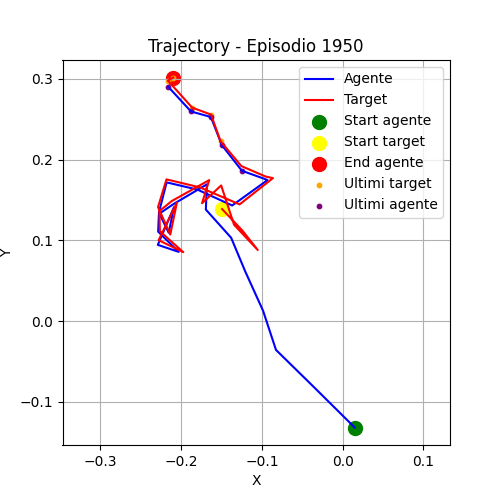 Trajectory - Episodio 1950
Agente
Target
Start agente
Start target
End agente
Ultimi target
Ultimi agente
0.3
0.2
0.1
0.0
−0.1
Y
−0.3
−0.2
−0.1
0.0
0.1
X